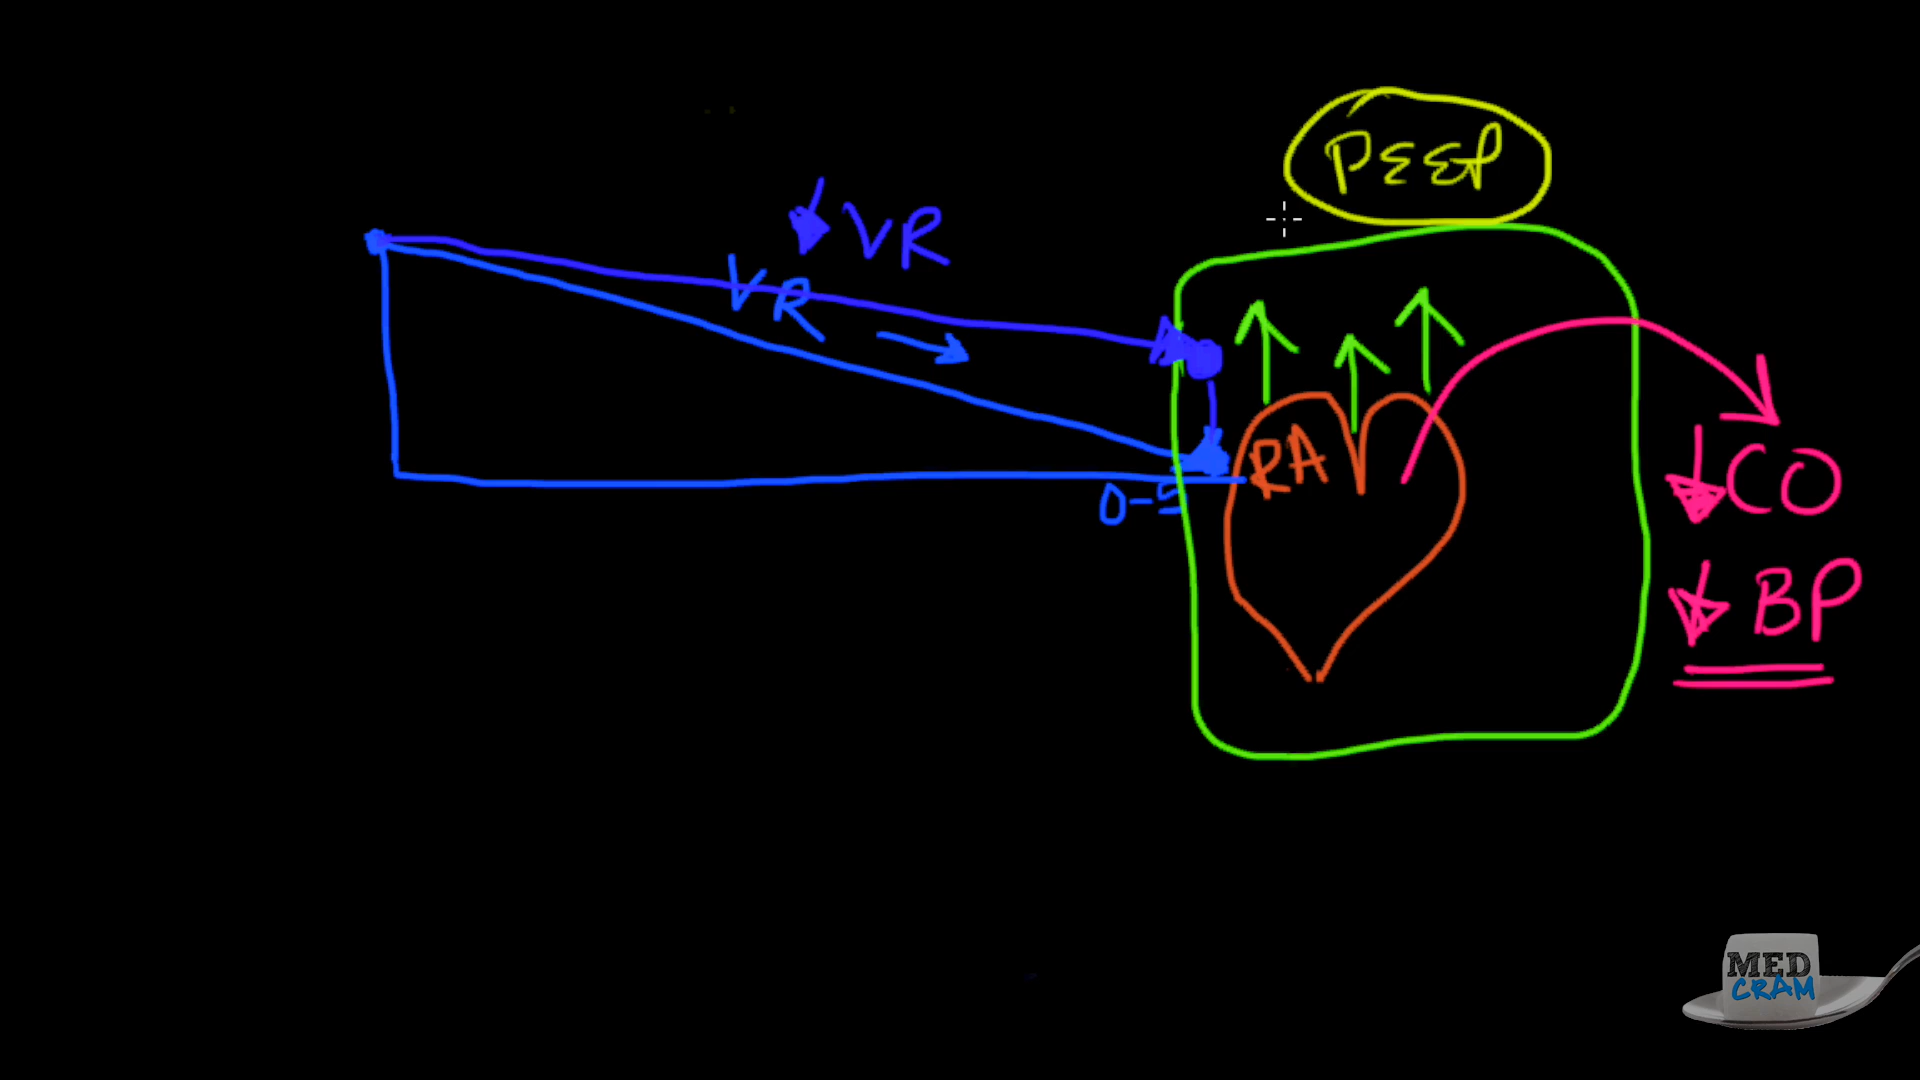 PEEP
↓ VR
VR →
RA
0-5
↓ CO
↓ BP
MED
CRAM